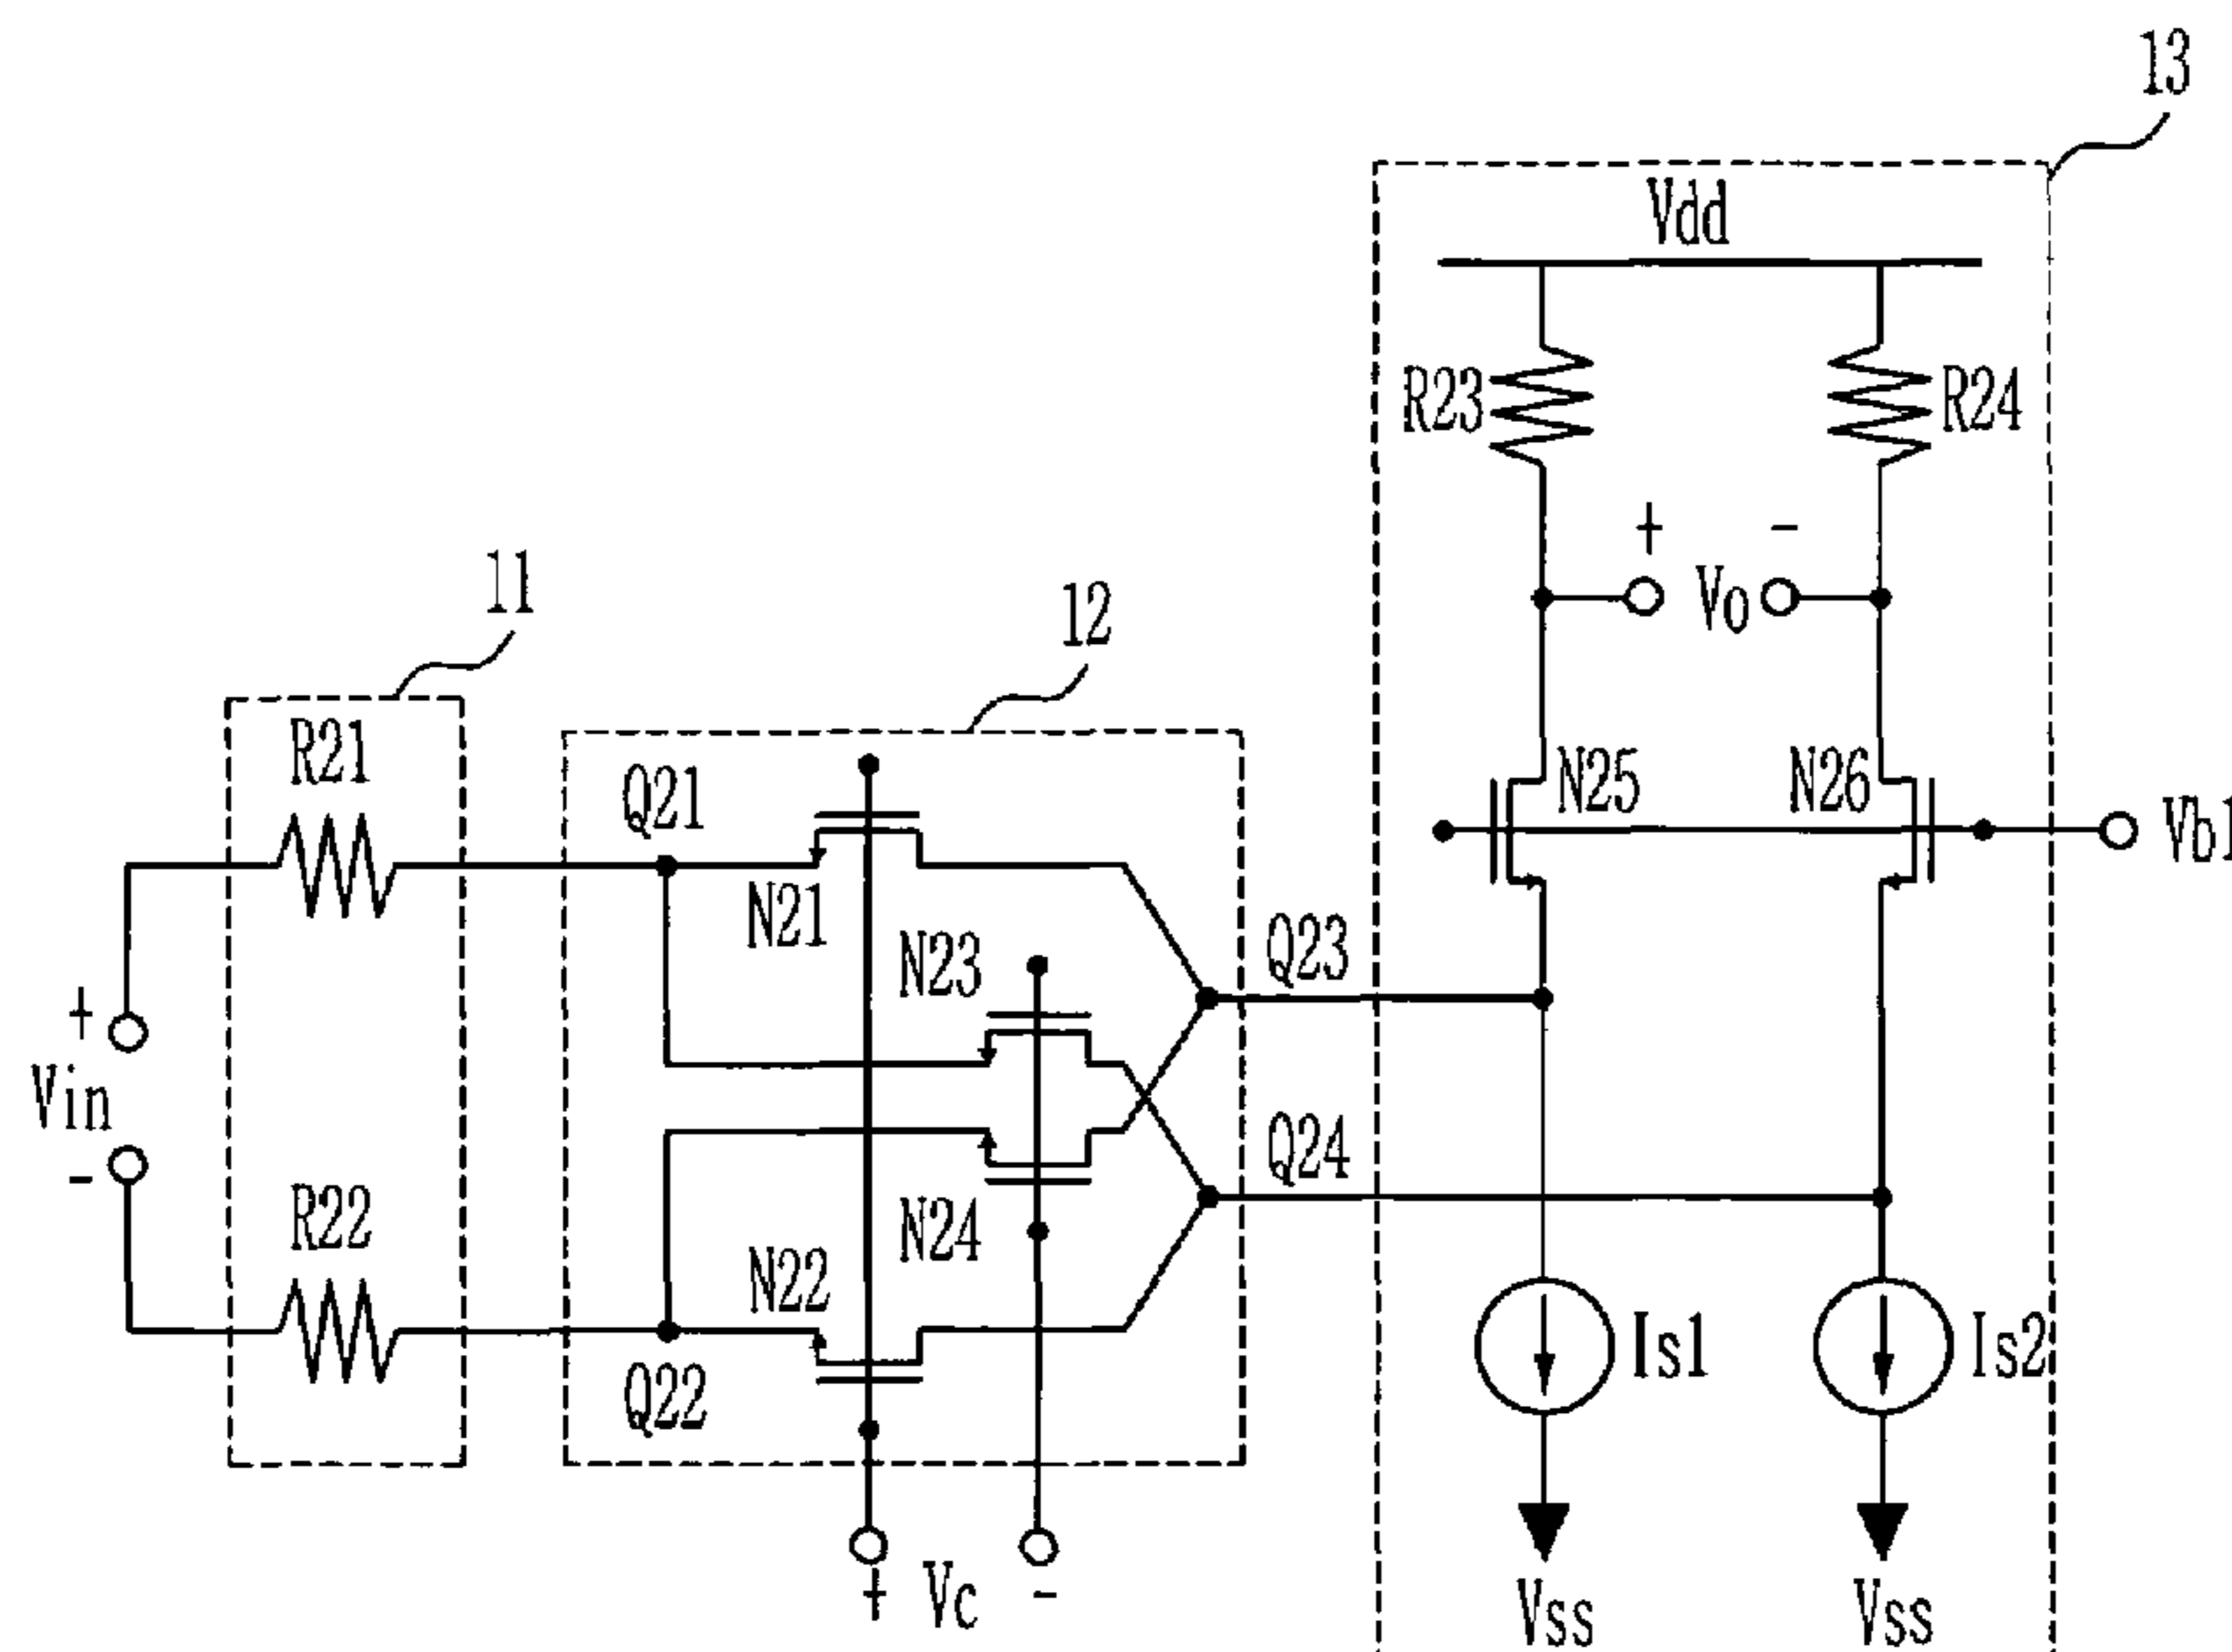 13
Vdd
R23
R24
+
-
Vo
11
12
R21
Q21
N25
N26
Vb1
N21
N23
Q23
+
Vin
-
Q24
R22
N24
N22
Q22
Is1
Is2
+
Vc
-
Vss
Vss